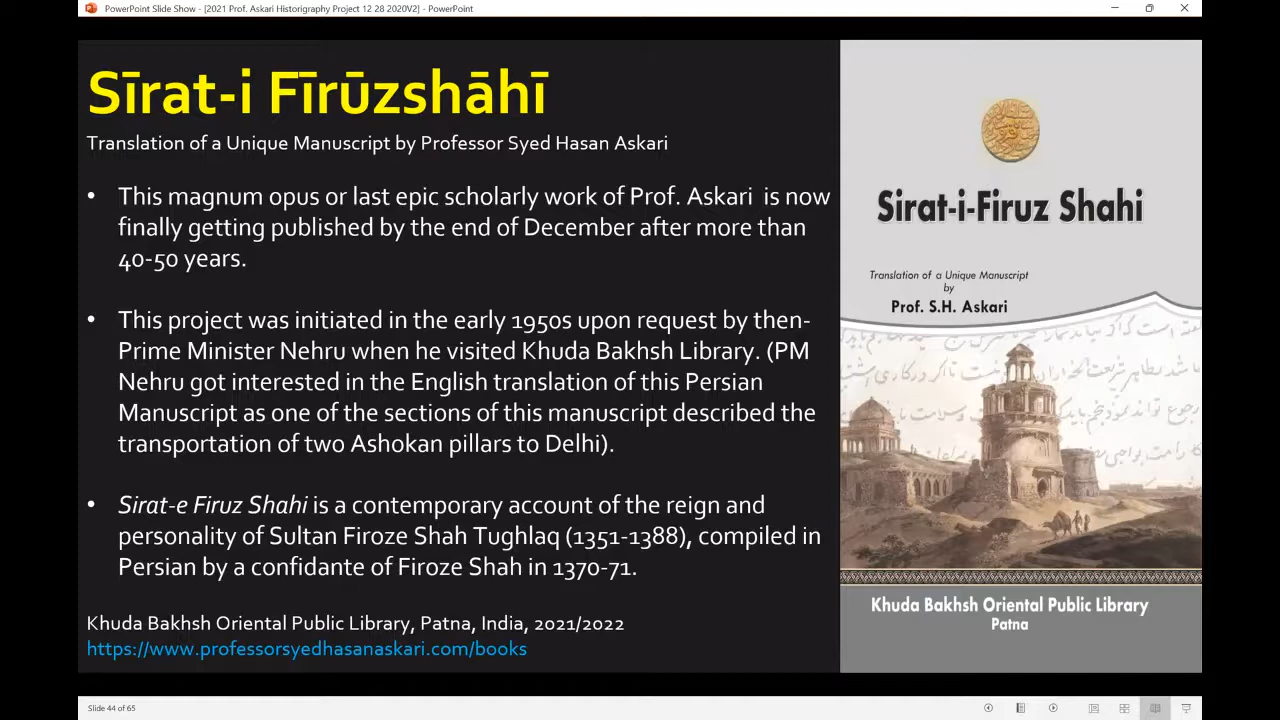 PowerPoint Slide Show - [2021 Prof. Askari Historigraphy Project 12 28 2020V2] - PowerPoint
Sīrat-i Fīrūzshāhī
Translation of a Unique Manuscript by Professor Syed Hasan Askari
• This magnum opus or last epic scholarly work of Prof. Askari is now
finally getting published by the end of December after more than
40-50 years.
• This project was initiated in the early 1950s upon request by then-
Prime Minister Nehru when he visited Khuda Bakhsh Library. (PM
Nehru got interested in the English translation of this Persian
Manuscript as one of the sections of this manuscript described the
transportation of two Ashokan pillars to Delhi).
• Sirat-e Firuz Shahi is a contemporary account of the reign and
personality of Sultan Firoze Shah Tughlaq (1351-1388), compiled in
Persian by a confidante of Firoze Shah in 1370-71.
Khuda Bakhsh Oriental Public Library, Patna, India, 2021/2022
https://www.professorsyedhasanaskari.com/books
Sirat-i-Firuz Shahi
Translation of a Unique Manuscript
by
Prof. S.H. Askari
Khuda Bakhsh Oriental Public Library
Patna
Slide 44 of 65